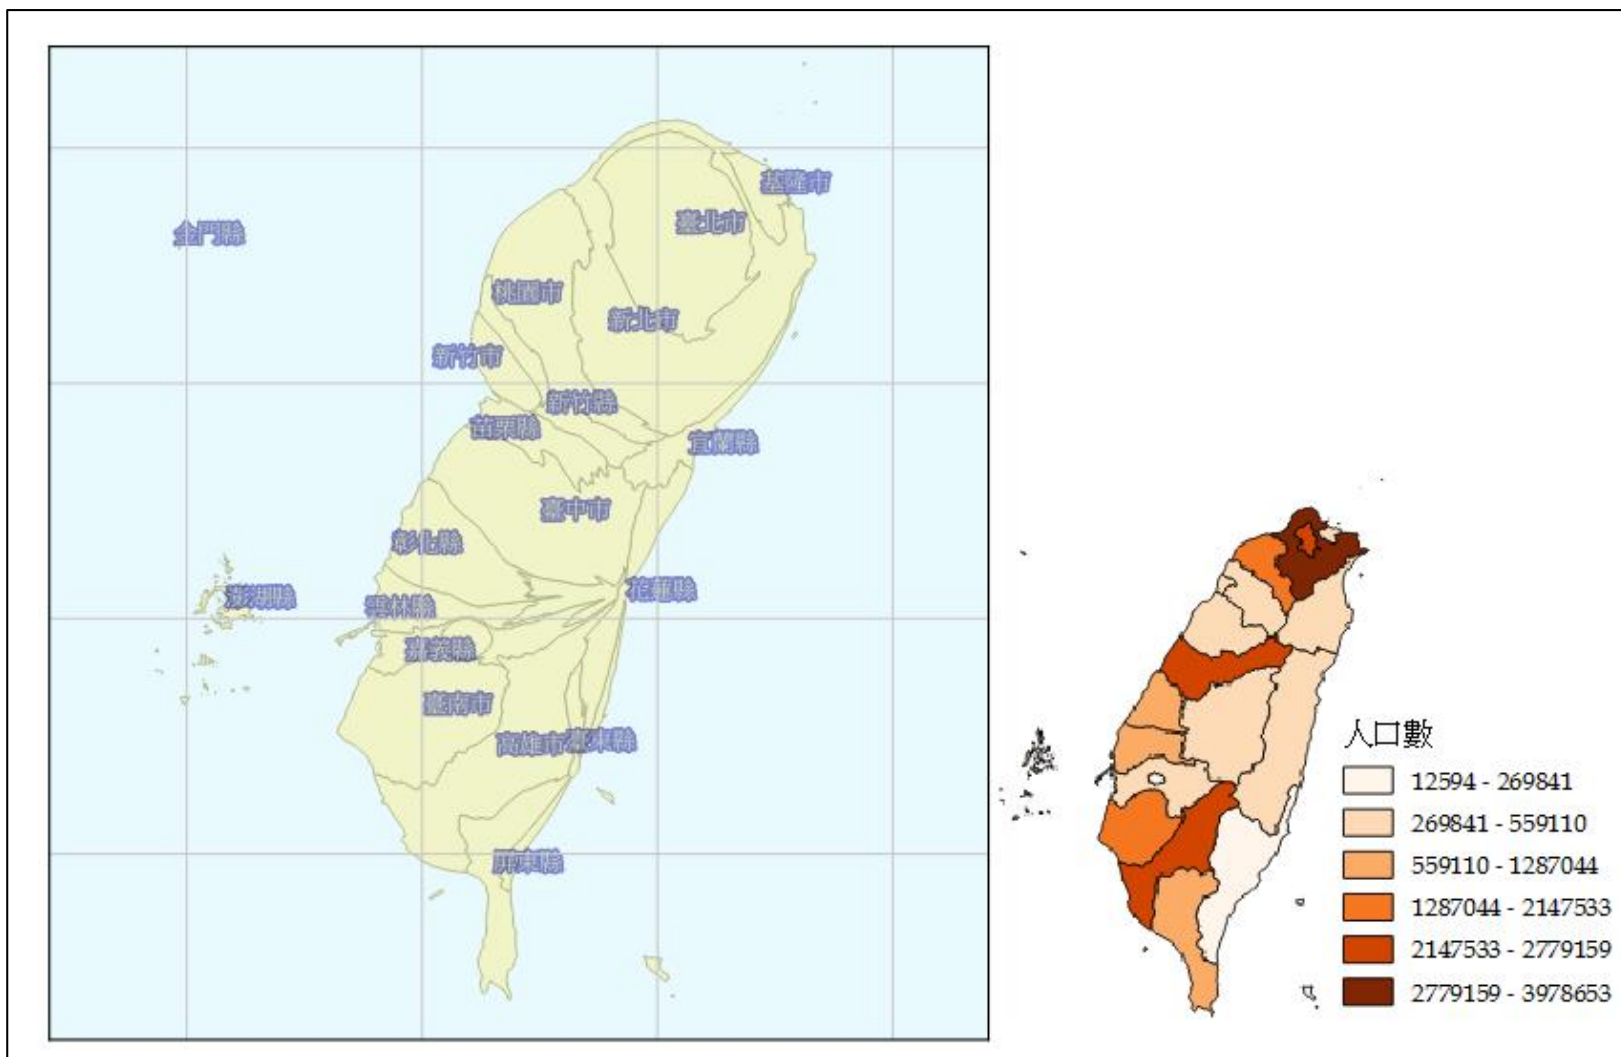 基隆市
臺北市
金門縣
桃園市
新北市
新竹市
新竹縣
苗栗縣
宜蘭縣
臺中市
彰化縣
花蓮縣
澎湖縣
雲林縣
嘉義縣
臺南市
高雄市
臺東縣
屏東縣
人口數
12594 - 269841
269841 - 559110
559110 - 1287044
1287044 - 2147533
2147533 - 2779159
2779159 - 3978653